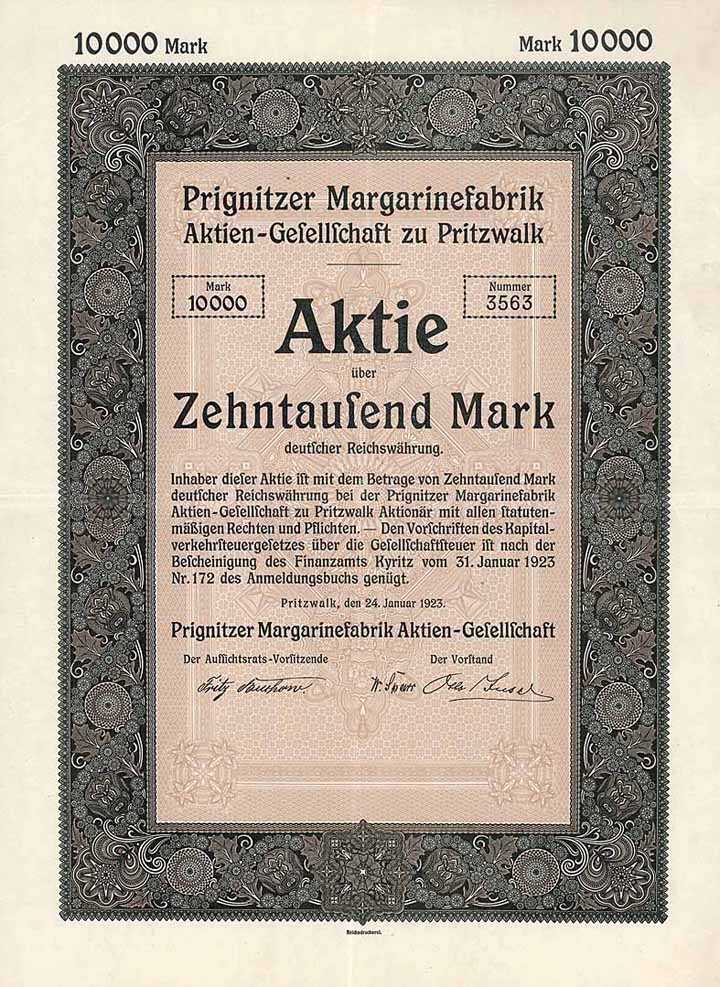 10000 Mark
Mark 10000
Prignitzer Margarinefabrik
Aktien-Geſellſchaft zu Pritzwalk
Mark
10000
Nummer
3563
Aktie
über
Zehntauſend Mark
deutſcher Reichswährung.
Inhaber dieſer Aktie iſt mit dem Betrage von Zehntauſend Mark
deutſcher Reichswährung bei der Prignitzer Margarinefabrik
Aktien-Geſellſchaft zu Pritzwalk Aktionär mit allen ſtatuten-
mäßigen Rechten und Pflichten. — Den Vorſchriften des Kapital-
verkehrſteuergeſetzes über die Geſellſchaftſteuer iſt nach der
Beſcheinigung des Finanzamts Kyritz vom 31. Januar 1923
Nr. 172 des Anmeldungsbuchs genügt.
Pritzwalk, den 24. Januar 1923.
Prignitzer Margarinefabrik Aktien-Geſellſchaft
Der Aufſichtsrats-Vorſitzende
Der Vorſtand
Fritz
W.
Otto
Reichsdruckerei.